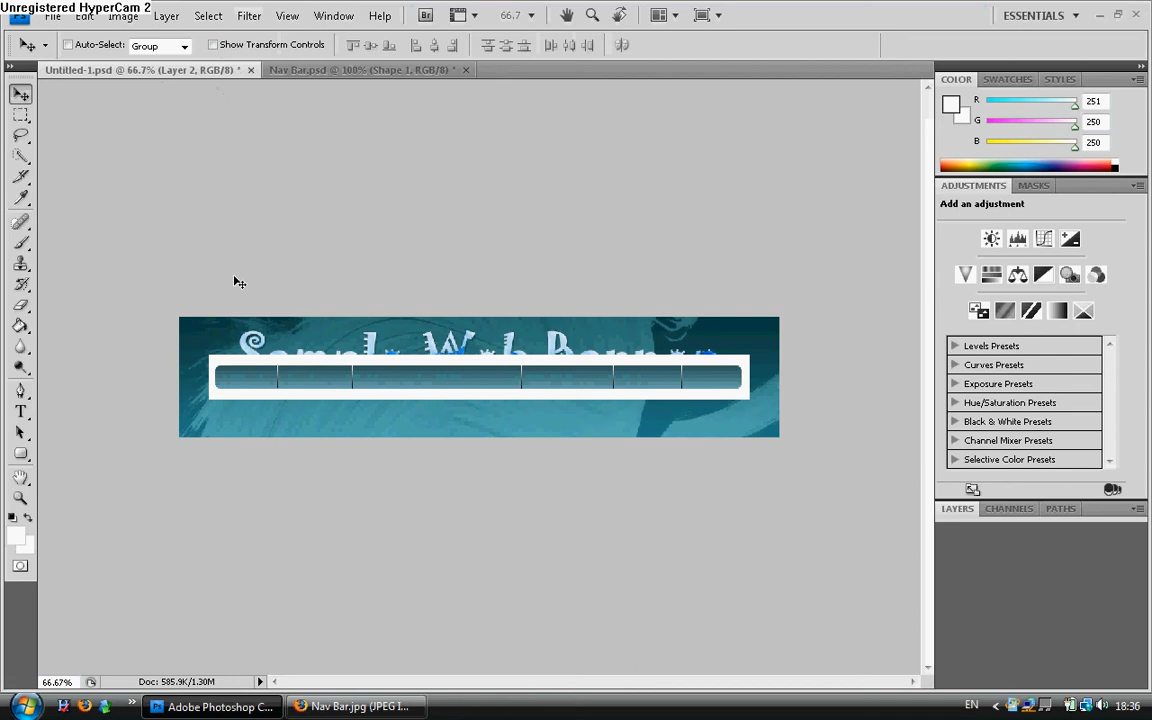 Unregistered HyperCam 2
Edit Image Layer Select Filter View Window Help
Br 66.7 ESSENTIALS
Auto-Select: Group Show Transform Controls
Untitled-1.psd @ 66.7% (Layer 2, RGB/8) * Nav Bar.psd @ 100% (Shape 1, RGB/8) *
COLOR SWATCHES STYLES
R 251
G 250
B 250
ADJUSTMENTS MASKS
Add an adjustment
Sample Web Banner
Levels Presets
Curves Presets
Exposure Presets
Hue/Saturation Presets
Black & White Presets
Channel Mixer Presets
Selective Color Presets
LAYERS CHANNELS PATHS
66.67% Doc: 585.9K/1.30M
Adobe Photoshop C... Nav Bar.jpg (JPEG I... EN 18:36